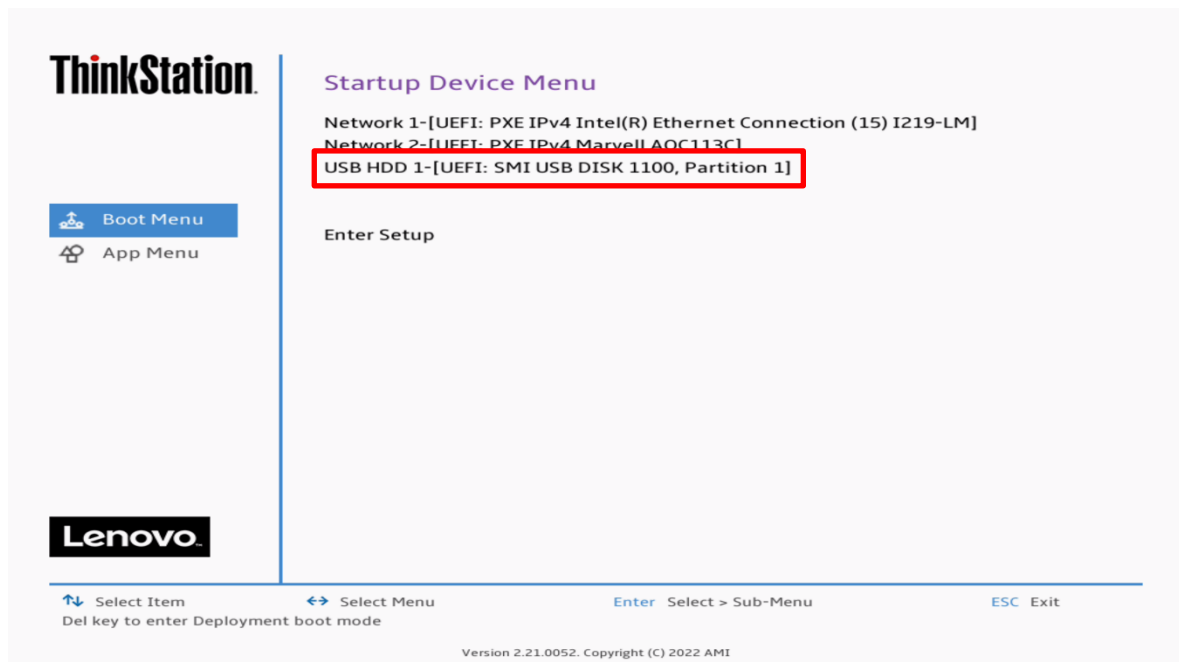 ThinkStation
Startup Device Menu
Network 1-[UEFI: PXE IPv4 Intel(R) Ethernet Connection (15) I219-LM]
Network 2-[UEFI: PXE IPv4 Marvell AQC113C]
USB HDD 1-[UEFI: SMI USB DISK 1100, Partition 1]
Enter Setup
Boot Menu
App Menu
Lenovo
Select Item
Select Menu
Enter Select > Sub-Menu
ESC Exit
Del key to enter Deployment boot mode
Version 2.21.0052. Copyright (C) 2022 AMI